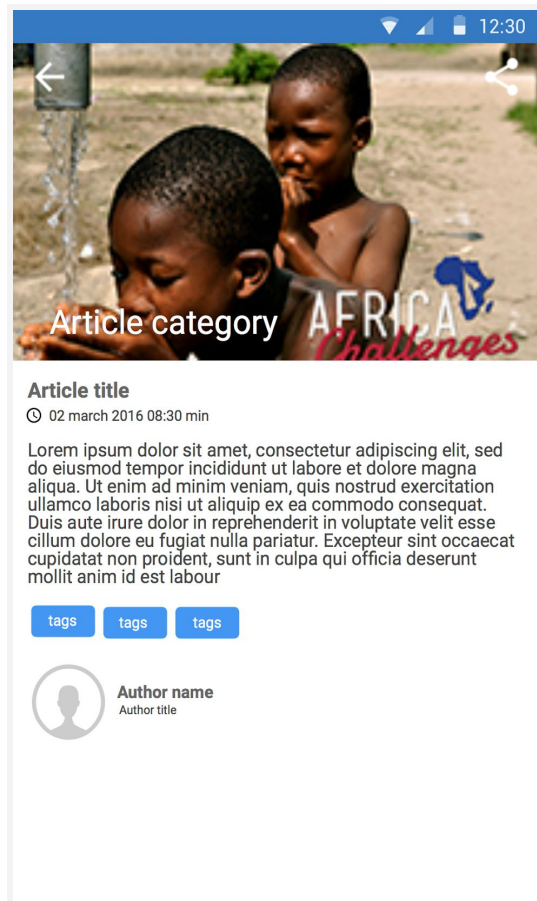 12:30
Article category
AFRICA
Challenges
Article title
02 march 2016 08:30 min
Lorem ipsum dolor sit amet, consectetur adipiscing elit, sed
do eiusmod tempor incididunt ut labore et dolore magna
aliqua. Ut enim ad minim veniam, quis nostrud exercitation
ullamco laboris nisi ut aliquip ex ea commodo consequat.
Duis aute irure dolor in reprehenderit in voluptate velit esse
cillum dolore eu fugiat nulla pariatur. Excepteur sint occaecat
cupidatat non proident, sunt in culpa qui officia deserunt
mollit anim id est labour
tags tags tags
Author name
Author title